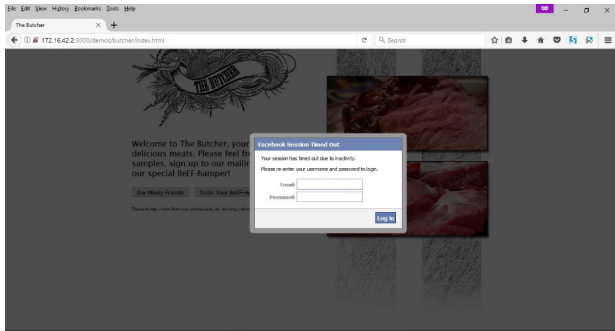 File Edit View History Bookmarks Tools Help
The Butcher
172.16.42.2:3000/demos/butcher/index.html
Search
THE BUTCHER
Welcome to The Butcher, your
delicious meats. Please feel fr
samples, sign up to our mailin
our special BeEF-hamper!
Our Meaty Friends Order Your BeEF-H
Facebook Session Timed Out
Your session has timed out due to inactivity.
Please re-enter your username and password to login.
Email:
Password:
Log in